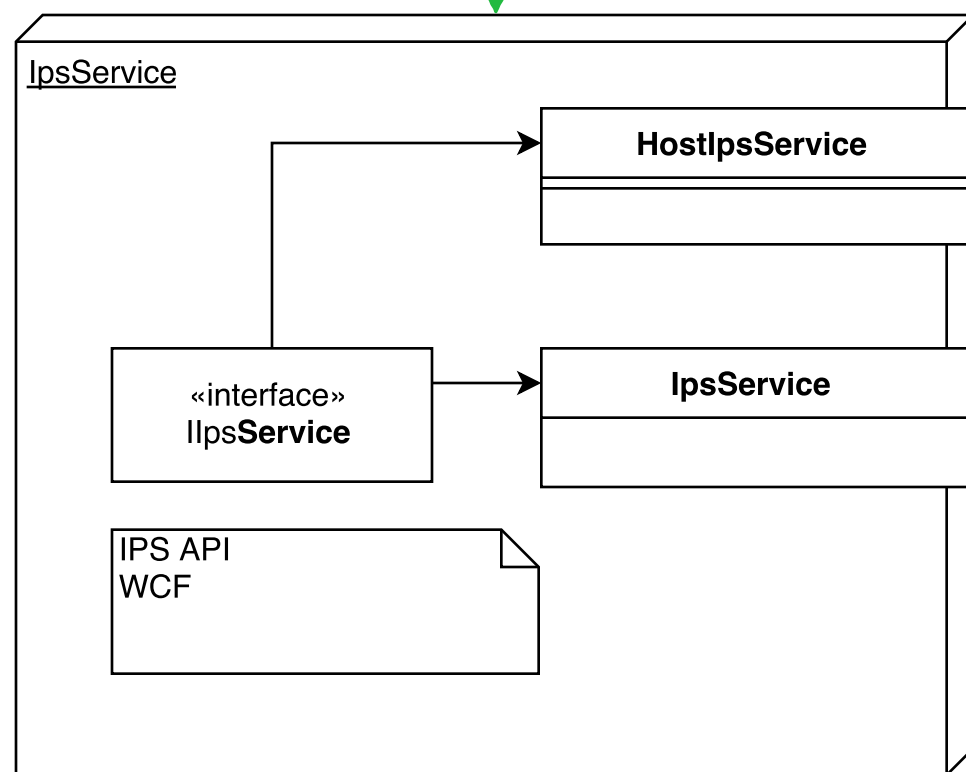 IpsService
HostIpsService
«interface»
IIpsService
IpsService
IPS API
WCF